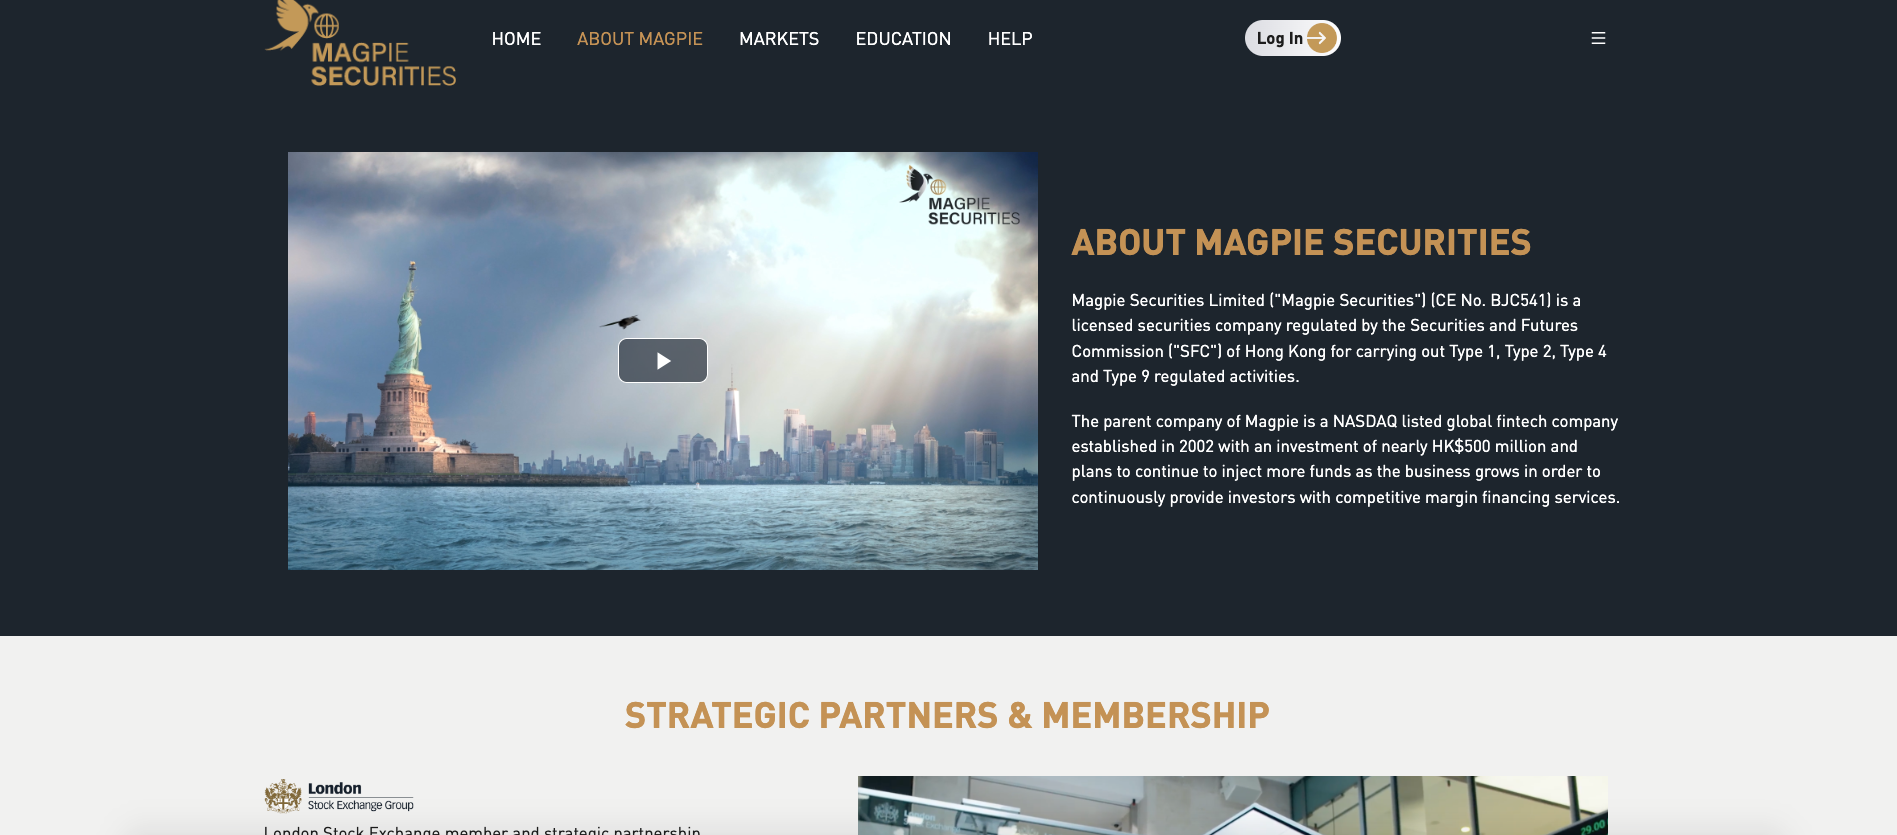 MAGPIE
SECURITIES
HOME
ABOUT MAGPIE
MARKETS
EDUCATION
HELP
Log In
MAGPIE
SECURITIES
ABOUT MAGPIE SECURITIES
Magpie Securities Limited ("Magpie Securities") (CE No. BJC541) is a
licensed securities company regulated by the Securities and Futures
Commission ("SFC") of Hong Kong for carrying out Type 1, Type 2, Type 4
and Type 9 regulated activities.
The parent company of Magpie is a NASDAQ listed global fintech company
established in 2002 with an investment of nearly HK$500 million and
plans to continue to inject more funds as the business grows in order to
continuously provide investors with competitive margin financing services.
STRATEGIC PARTNERS & MEMBERSHIP
London
Stock Exchange Group
London Stock Exchange member and strategic partnership
29.00